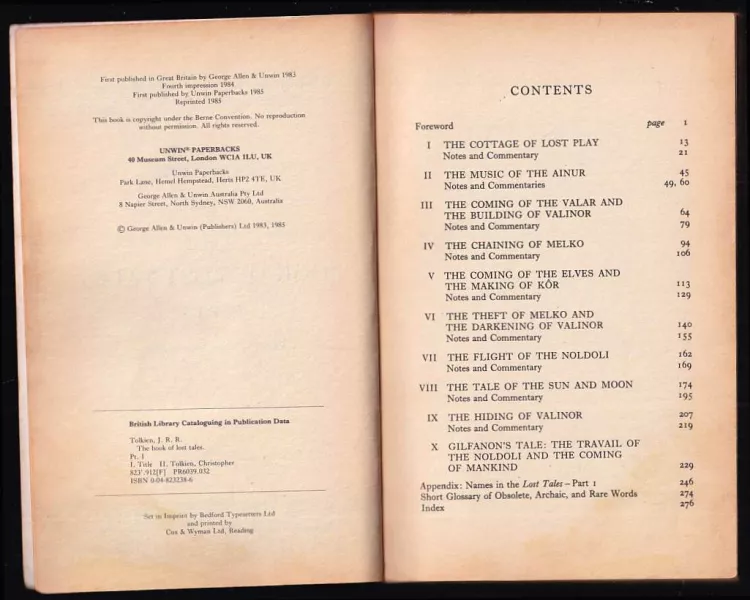 First published in Great Britain by George Allen & Unwin 1983
Fourth impression 1984
First published by Unwin Paperbacks 1985
Reprinted 1985
This book is copyright under the Berne Convention. No reproduction
without permission. All rights reserved.
UNWIN® PAPERBACKS
40 Museum Street, London WC1A 1LU, UK
Unwin Paperbacks
Park Lane, Hemel Hempstead, Herts HP2 4TE, UK
George Allen & Unwin Australia Pty Ltd
8 Napier Street, North Sydney, NSW 2060, Australia
© George Allen & Unwin (Publishers) Ltd 1983, 1985
British Library Cataloguing in Publication Data
Tolkien, J. R. R.
The book of lost tales.
Pt. 1
I. Title II. Tolkien, Christopher
823'.912[F] PR6039.032
ISBN 0-04-823238-6
Set in Imprint by Bedford Typesetters Ltd
and printed by
Cox & Wyman Ltd, Reading
CONTENTS
Foreword page 1
I THE COTTAGE OF LOST PLAY 13
Notes and Commentary 21
II THE MUSIC OF THE AINUR 45
Notes and Commentaries 49, 60
III THE COMING OF THE VALAR AND
THE BUILDING OF VALINOR 64
Notes and Commentary 79
IV THE CHAINING OF MELKO 94
Notes and Commentary 106
V THE COMING OF THE ELVES AND
THE MAKING OF KÔR 113
Notes and Commentary 129
VI THE THEFT OF MELKO AND
THE DARKENING OF VALINOR 140
Notes and Commentary 155
VII THE FLIGHT OF THE NOLDOLI 162
Notes and Commentary 169
VIII THE TALE OF THE SUN AND MOON 174
Notes and Commentary 195
IX THE HIDING OF VALINOR 207
Notes and Commentary 219
X GILFANON'S TALE: THE TRAVAIL OF
THE NOLDOLI AND THE COMING
OF MANKIND 229
Appendix: Names in the Lost Tales – Part 1 246
Short Glossary of Obsolete, Archaic, and Rare Words 274
Index 276